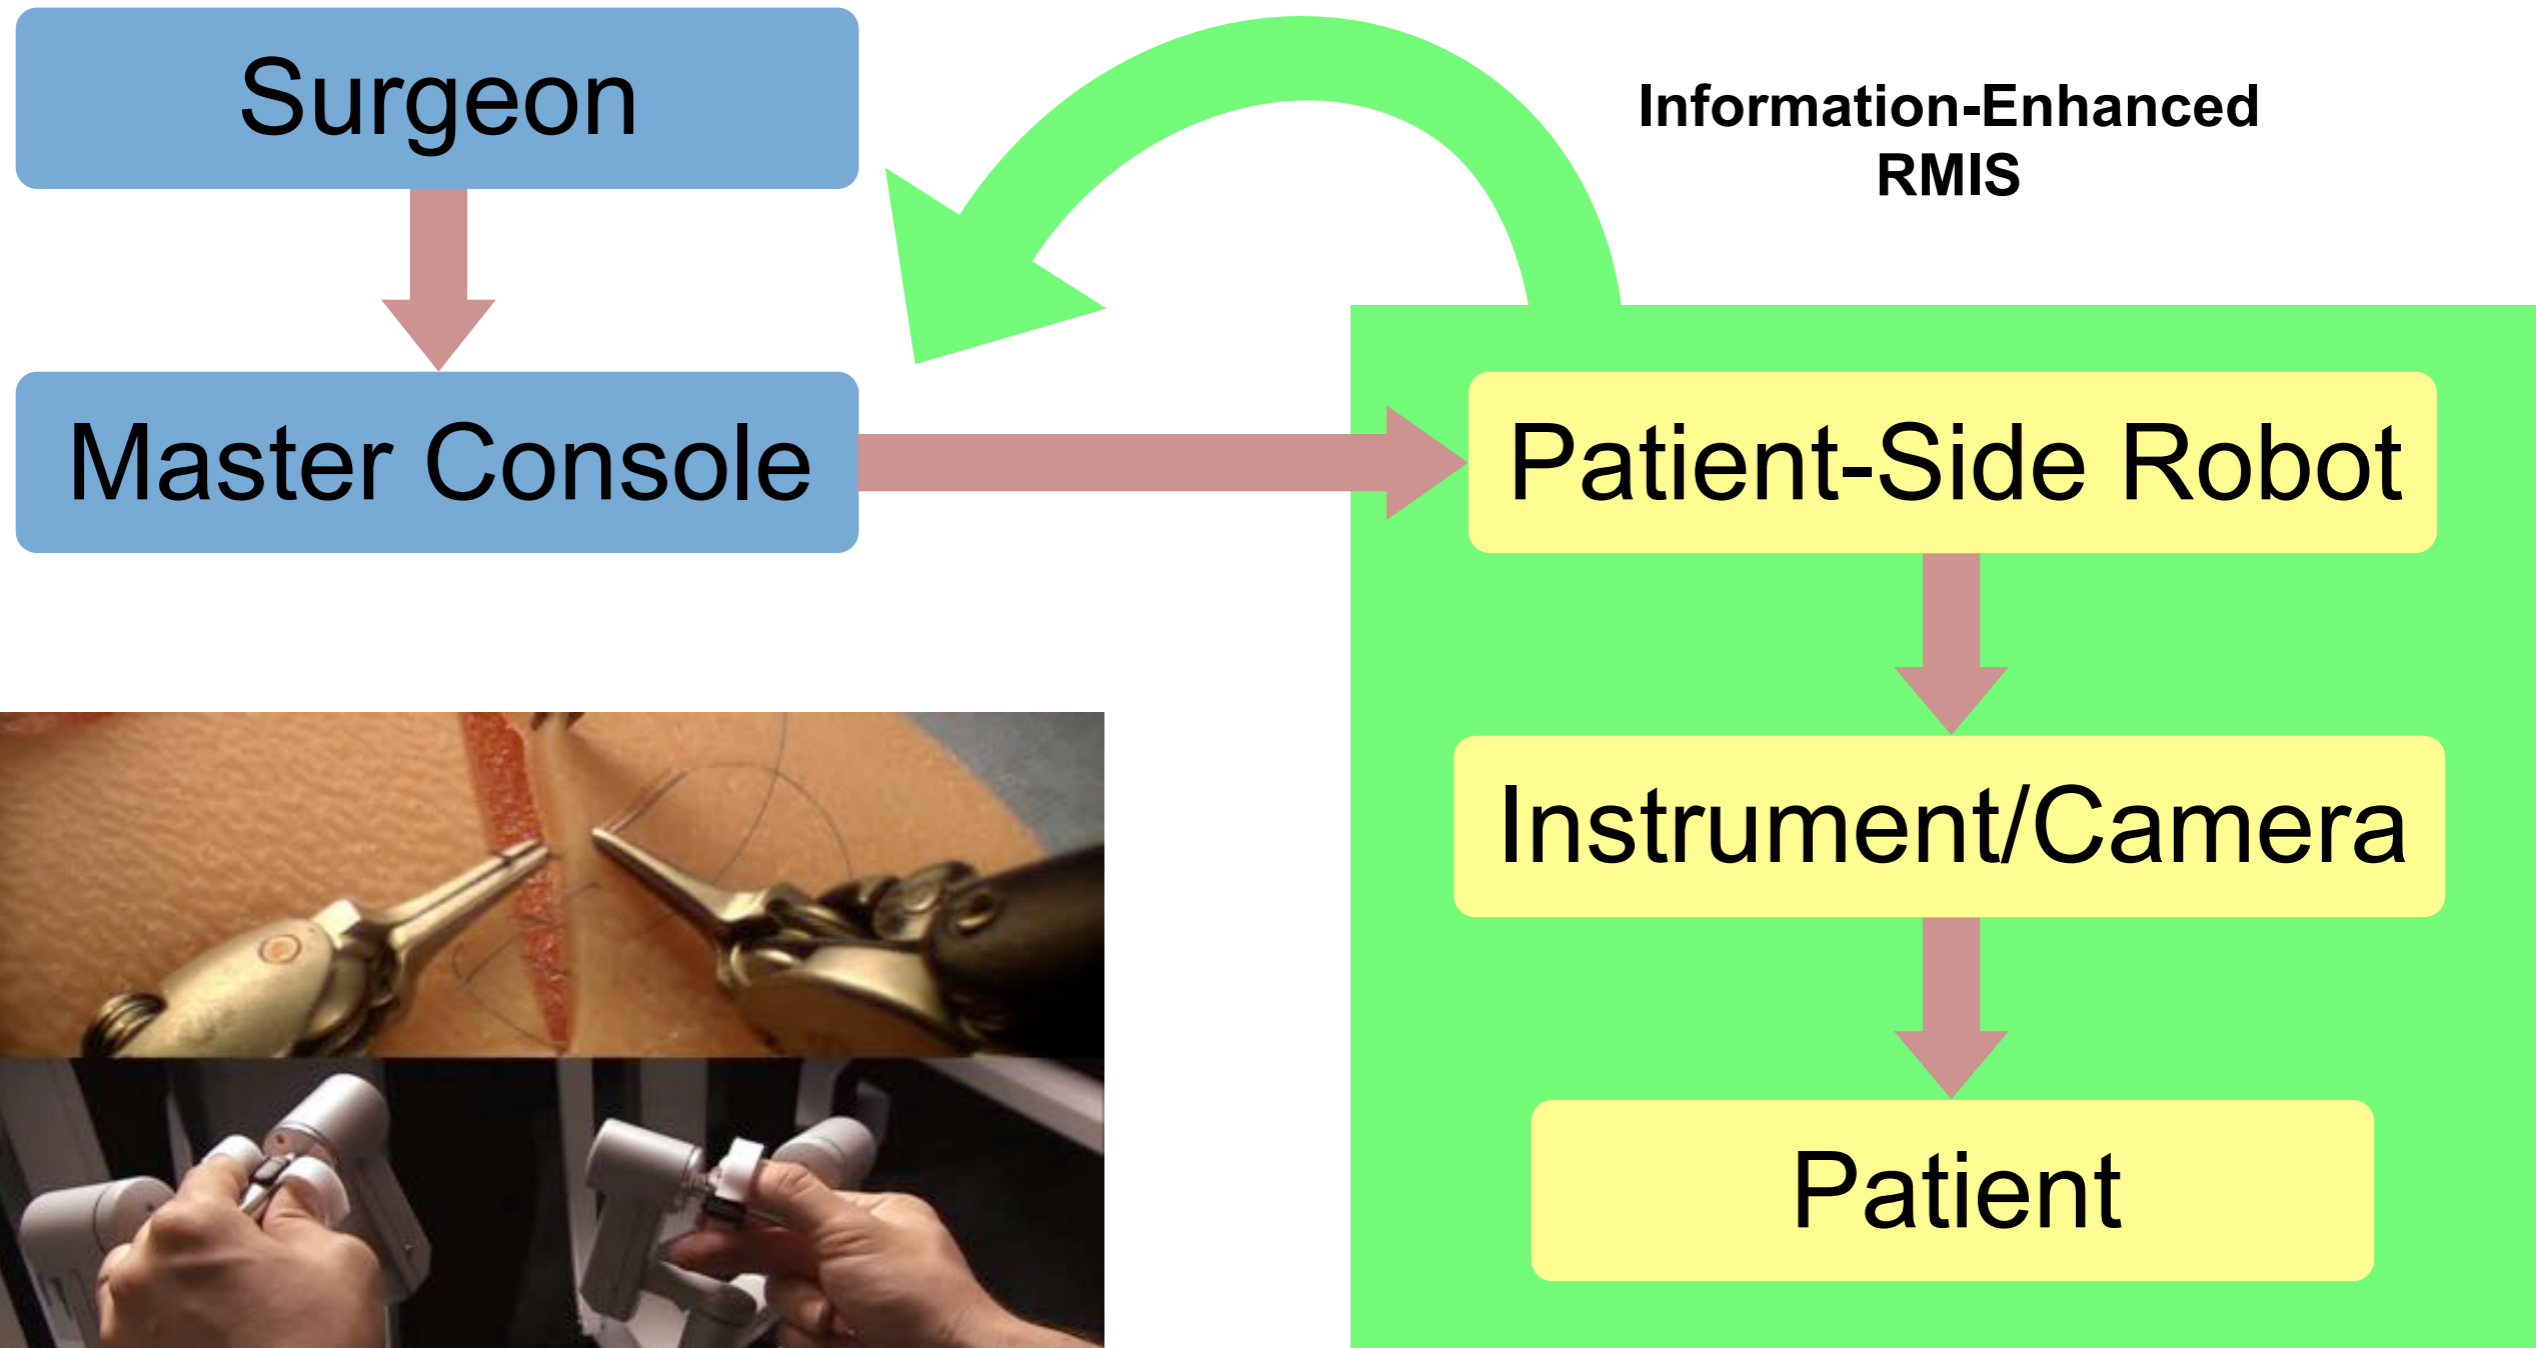 Surgeon
Information-Enhanced
RMIS
Master Console
Patient-Side Robot
Instrument/Camera
Patient